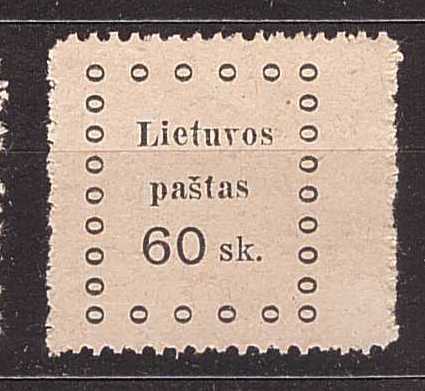 Lietuvos
paštas
60 sk.